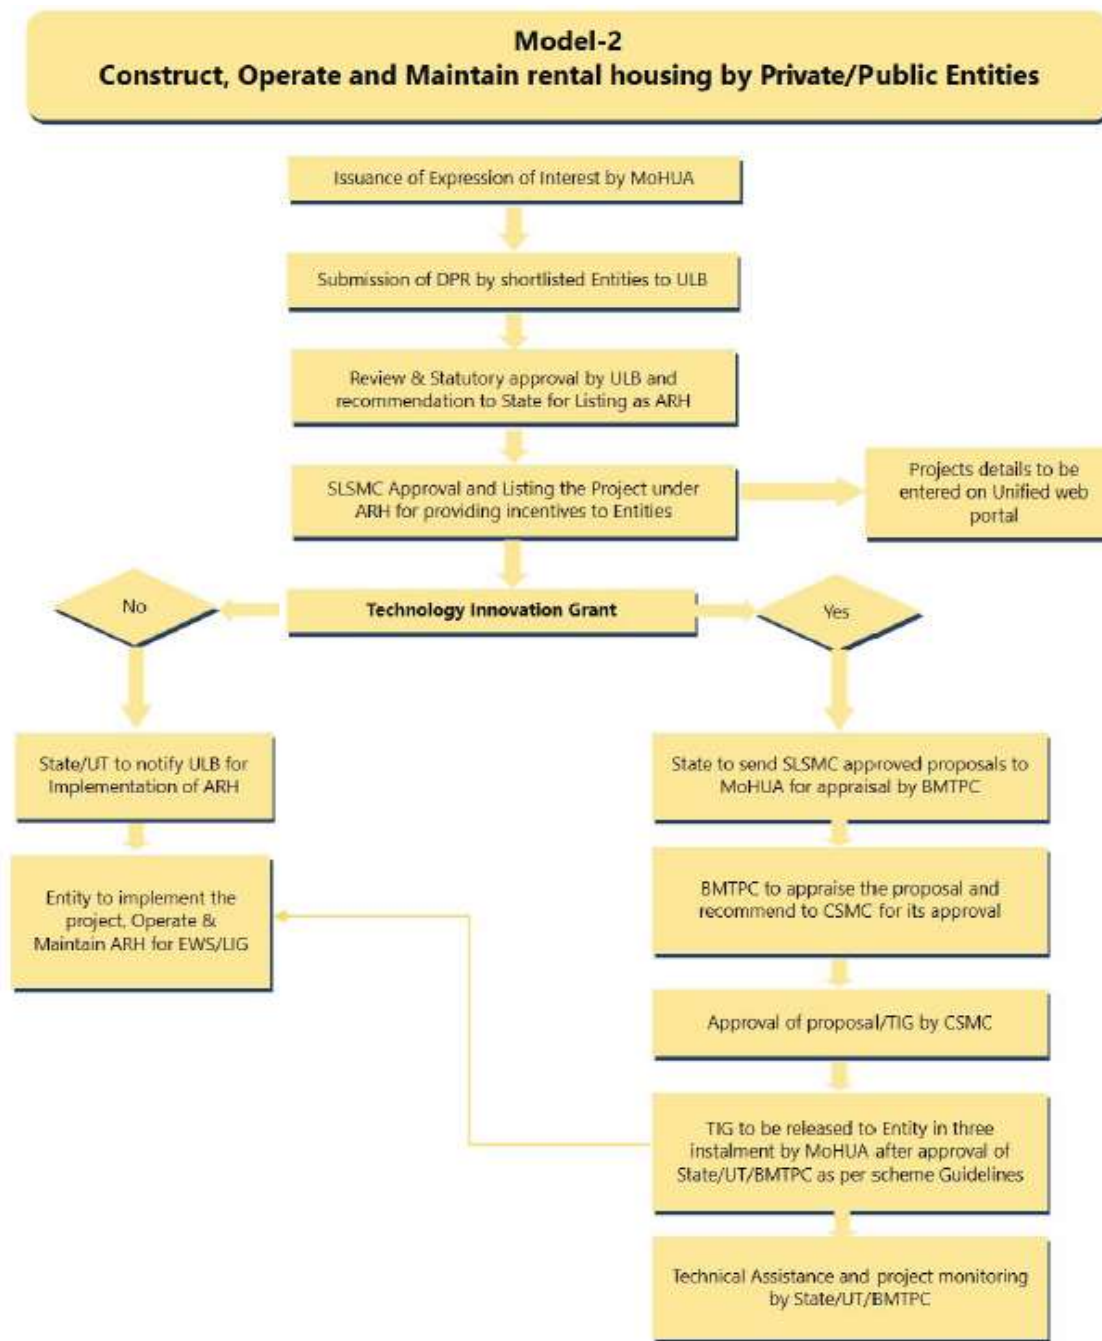 Model-2
Construct, Operate and Maintain rental housing by Private/Public Entities
Issuance of Expression of Interest by MoHUA
Submission of DPR by shortlisted Entities to ULB
Review & Statutory approval by ULB and
recommendation to State for Listing as ARH
SLSMC Approval and Listing the Project under
ARH for providing incentives to Entities
Projects details to be
entered on Unified web
portal
No
Technology Innovation Grant
Yes
State/UT to notify ULB for
Implementation of ARH
Entity to implement the
project, Operate &
Maintain ARH for EWS/LIG
State to send SLSMC approved proposals to
MoHUA for appraisal by BMTPC
BMTPC to appraise the proposal and
recommend to CSMC for its approval
Approval of proposal/TIG by CSMC
TIG to be released to Entity in three
instalment by MoHUA after approval of
State/UT/BMTPC as per scheme Guidelines
Technical Assistance and project monitoring
by State/UT/BMTPC